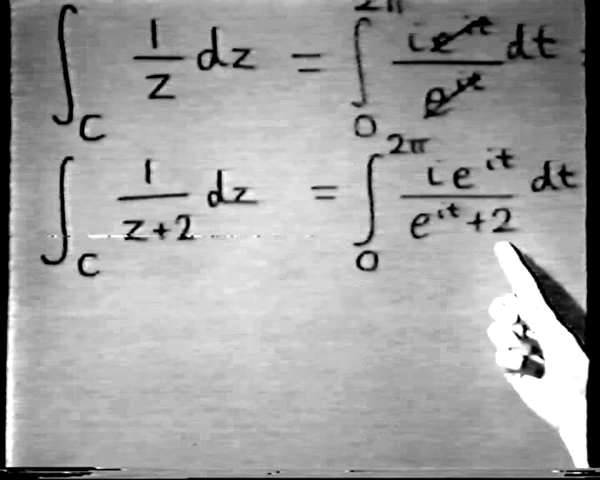 ∫_C 1/z dz = ∫_0^{2π} ie^{it}/e^{it} dt
∫_C 1/(z+2) dz = ∫_0^{2π} ie^{it}/(e^{it}+2) dt